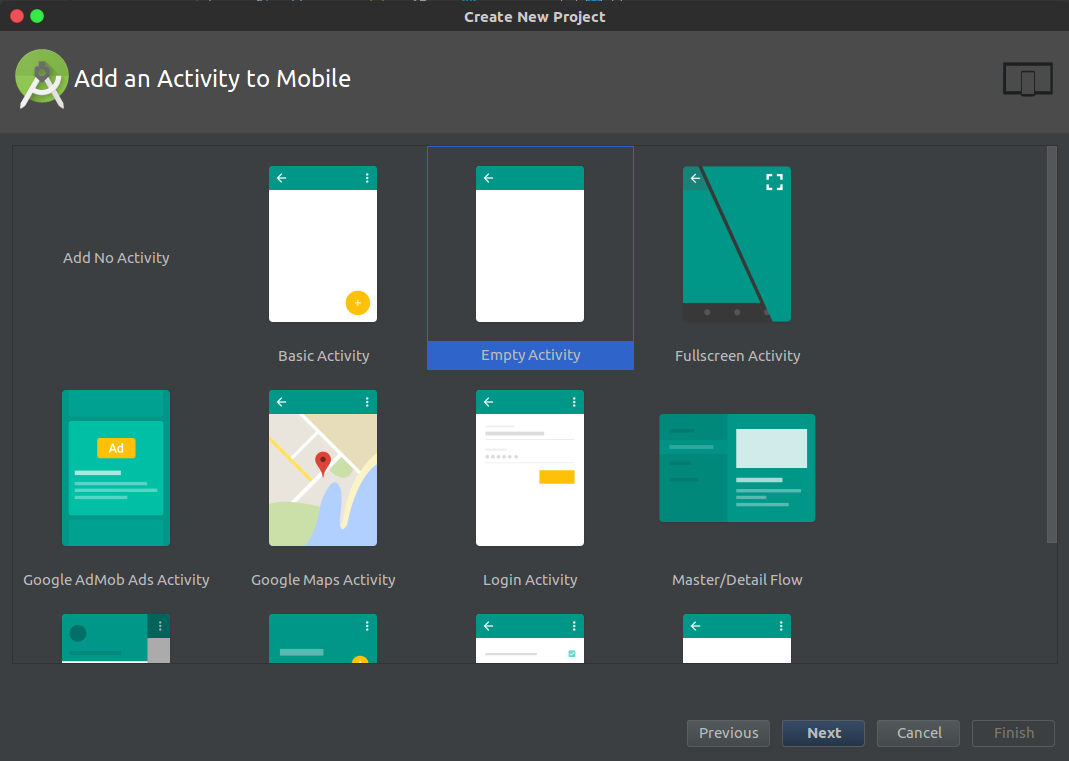 Create New Project
Add an Activity to Mobile
Add No Activity
Basic Activity
Empty Activity
Fullscreen Activity
Ad
Google AdMob Ads Activity
Google Maps Activity
Login Activity
Master/Detail Flow
Previous
Next
Cancel
Finish